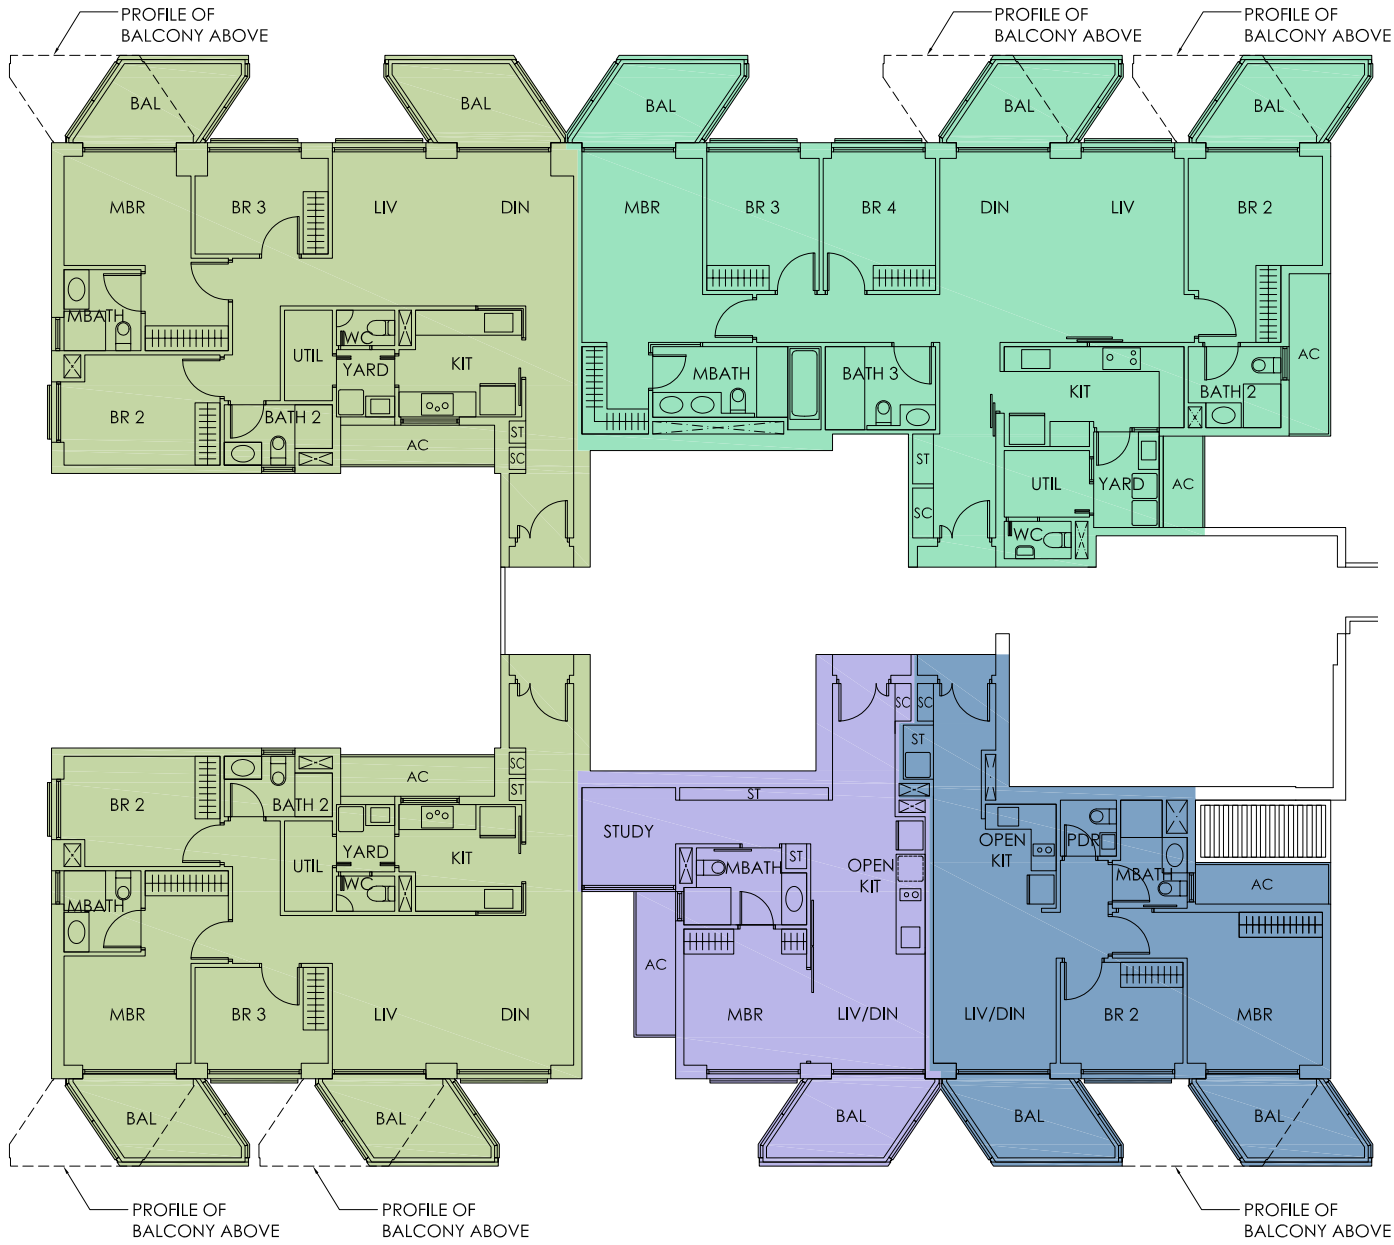 PROFILE OF
BALCONY ABOVE
PROFILE OF
BALCONY ABOVE
PROFILE OF
BALCONY ABOVE
BAL
BAL
BAL
BAL
BAL
MBR
BR 3
LIV
DIN
MBR
BR 3
BR 4
DIN
LIV
BR 2
MBATH
UTIL
WC
YARD
KIT
MBATH
BATH 3
KIT
BATH 2
AC
BR 2
BATH 2
AC
ST
SC
ST
SC
UTIL
YARD
AC
WC
SC
SC
ST
SC
ST
AC
BR 2
BATH 2
ST
STUDY
UTIL
YARD
KIT
WC
MBATH
MBATH
ST
OPEN
KIT
OPEN
KIT
PDR
MBATH
AC
AC
MBR
BR 3
LIV
DIN
MBR
LIV/DIN
LIV/DIN
BR 2
MBR
BAL
BAL
BAL
BAL
BAL
PROFILE OF
BALCONY ABOVE
PROFILE OF
BALCONY ABOVE
PROFILE OF
BALCONY ABOVE